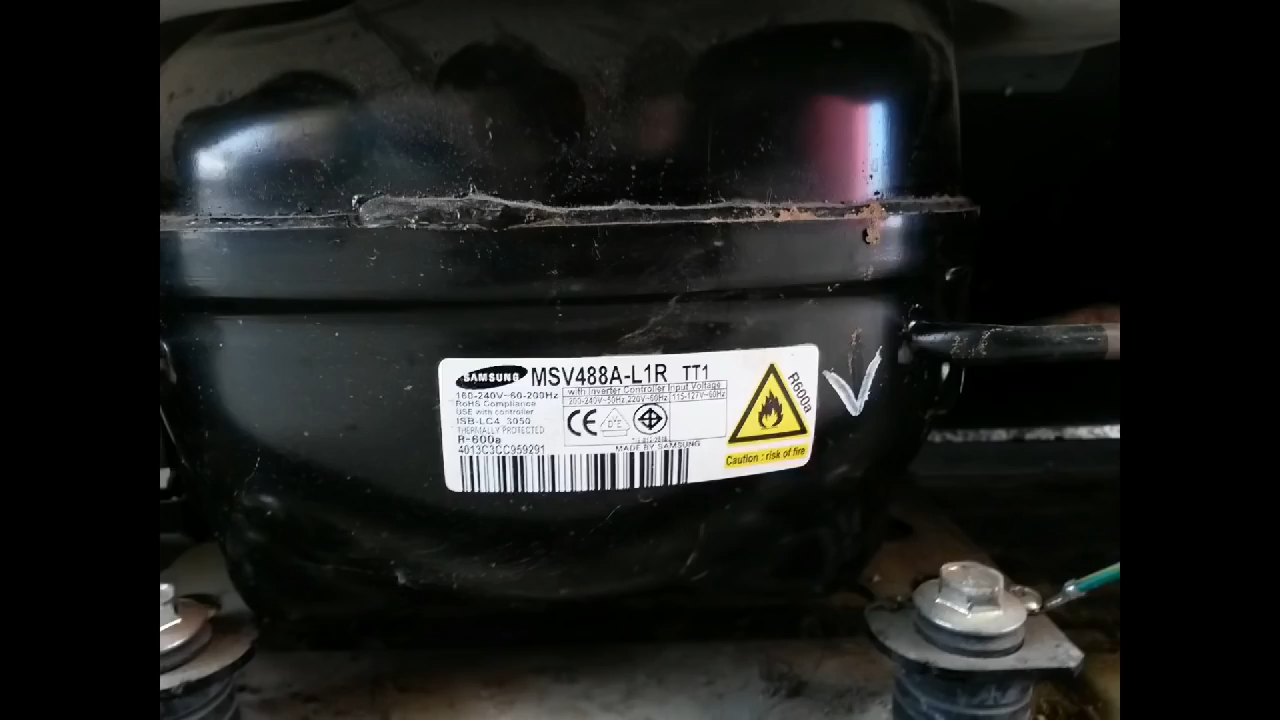 SAMSUNG MSV488A-L1R TT1
160-240V~60-200Hz
RoHS Compliance
USE with controller
ISB-LC4 3050
THERMALLY PROTECTED
R-600a
4013C3CC959291
with Inverter Controller Input Voltage
200-240V~50Hz,220V~60Hz 115-127V~60Hz
CE
MADE BY SAMSUNG
R600a
Caution : risk of fire